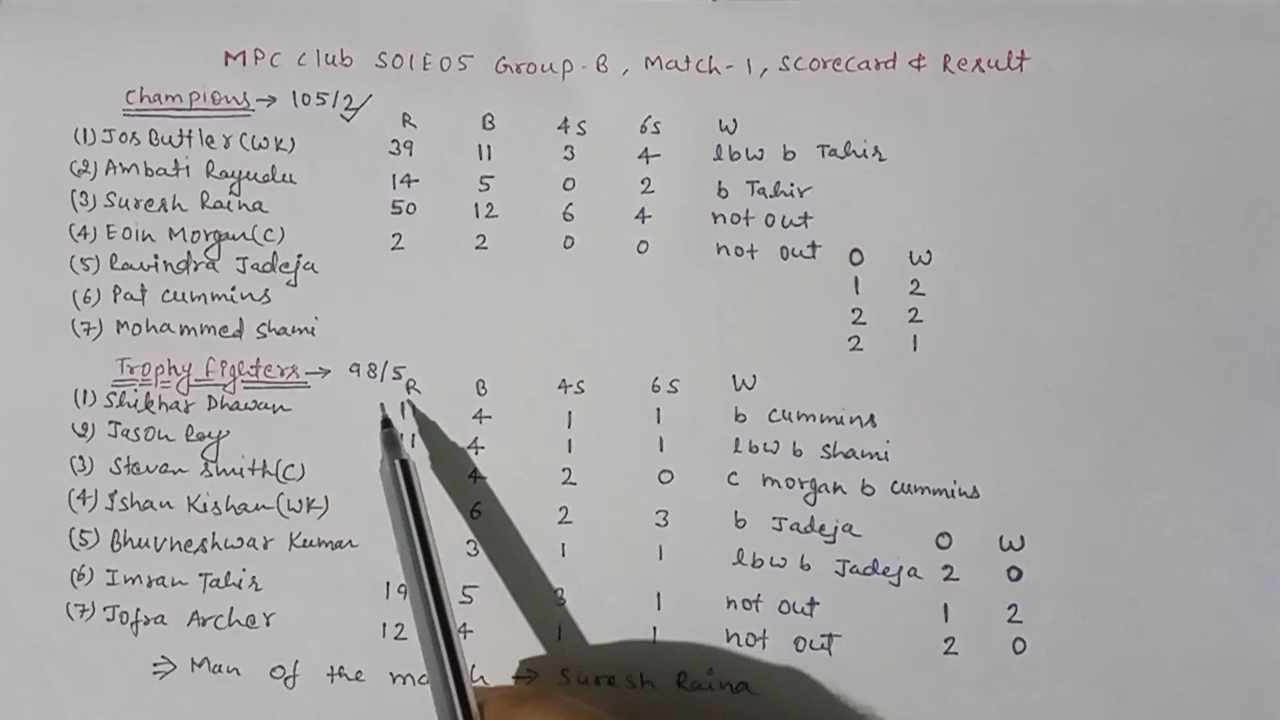 MPC Club S01E05 Group-B, Match-1, Scorecard & Result
Champions → 105/2
R B 4s 6s W
(1) Jos Buttler(WK) 39 11 3 4 lbw b Tahir
(2) Ambati Rayudu 14 5 0 2 b Tahir
(3) Suresh Raina 50 12 6 4 not out
(4) Eoin Morgan(C) 2 2 0 0 not out O W
(5) Ravindra Jadeja 1 2
(6) Pat Cummins 2 2
(7) Mohammed Shami 2 1
Trophy Fighters → 98/5
R B 4s 6s W
(1) Shikhar Dhawan 4 1 1 b Cummins
(2) Jason Roy 11 4 1 1 lbw b Shami
(3) Stevan Smith(C) 4 2 0 c morgan b cummins
(4) Ishan Kishan(WK) 6 2 3 b Jadeja O W
(5) Bhuvneshwar Kumar 3 1 1 lbw b Jadeja 2 0
(6) Imran Tahir 19 5 3 1 not out 1 2
(7) Jofra Archer 12 4 1 1 not out 2 0
⇒ Man of the → Suresh Raina